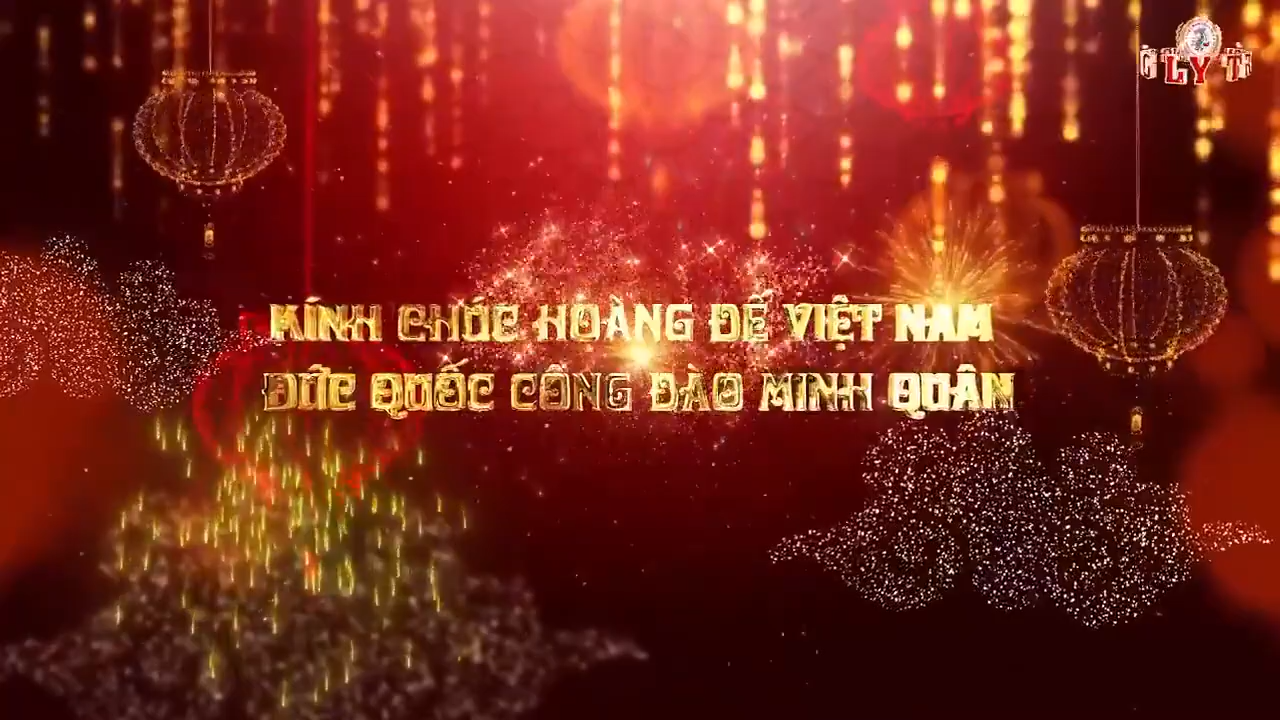 KÍNH CHÚC HOÀNG ĐẾ VIỆT NAM
ĐỨC QUỐC CÔNG ĐÀO MINH QUÂN